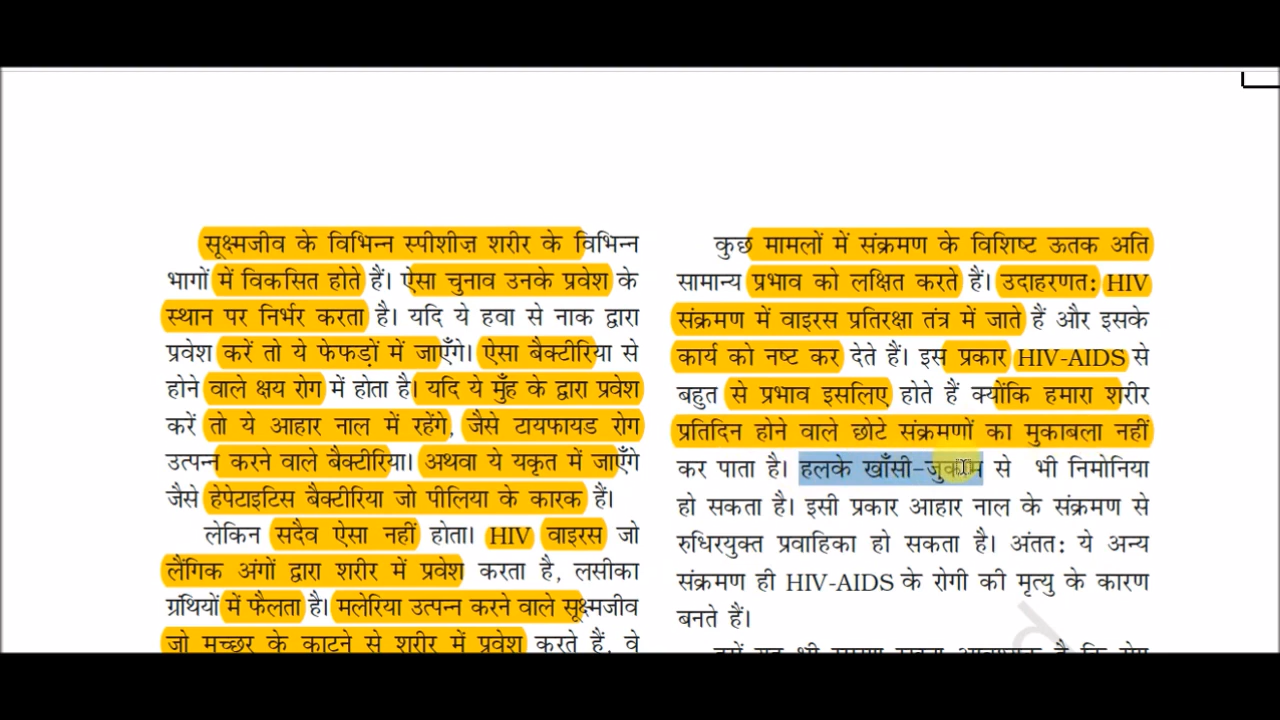 सूक्ष्मजीव के विभिन्न स्पीशीज़ शरीर के विभिन्न
भागों में विकसित होते हैं। ऐसा चुनाव उनके प्रवेश के
स्थान पर निर्भर करता है। यदि ये हवा से नाक द्वारा
प्रवेश करें तो ये फेफड़ों में जाएँगे। ऐसा बैक्टीरिया से
होने वाले क्षय रोग में होता है। यदि ये मुँह के द्वारा प्रवेश
करें तो ये आहार नाल में रहेंगे, जैसे टायफायड रोग
उत्पन्न करने वाले बैक्टीरिया। अथवा ये यकृत में जाएँगे
जैसे हेपेटाइटिस बैक्टीरिया जो पीलिया के कारक हैं।
लेकिन सदैव ऐसा नहीं होता। HIV वाइरस जो
लैंगिक अंगों द्वारा शरीर में प्रवेश करता है, लसीका
ग्रंथियों में फैलता है। मलेरिया उत्पन्न करने वाले सूक्ष्मजीव
जो मच्छर के काटने से शरीर में प्रवेश करते हैं, वे
कुछ मामलों में संक्रमण के विशिष्ट ऊतक अति
सामान्य प्रभाव को लक्षित करते हैं। उदाहरणत: HIV
संक्रमण में वाइरस प्रतिरक्षा तंत्र में जाते हैं और इसके
कार्य को नष्ट कर देते हैं। इस प्रकार HIV-AIDS से
बहुत से प्रभाव इसलिए होते हैं क्योंकि हमारा शरीर
प्रतिदिन होने वाले छोटे संक्रमणों का मुकाबला नहीं
कर पाता है। हलके खाँसी-जुकाम से भी निमोनिया
हो सकता है। इसी प्रकार आहार नाल के संक्रमण से
रुधिरयुक्त प्रवाहिका हो सकता है। अंतत: ये अन्य
संक्रमण ही HIV-AIDS के रोगी की मृत्यु के कारण
बनते हैं।